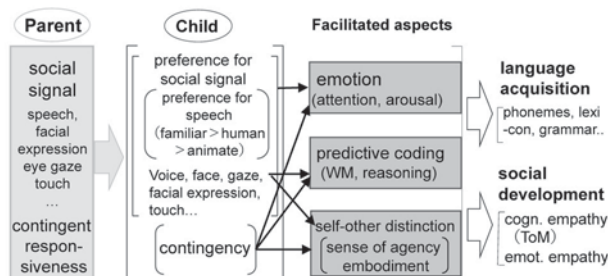 Parent
social
signal
speech,
facial
expression
eye gaze
touch
...
contingent
respon-
siveness
Child
preference for
social signal
preference for
speech
(familiar > human
> animate)
Voice, face, gaze,
facial expression,
touch...
contingency
Facilitated aspects
emotion
(attention, arousal)
predictive coding
(WM, reasoning)
self-other distinction
sense of agency
embodiment
language
acquisition
phonemes, lexi
-con, grammar..
social
development
cogn. empathy
(ToM)
emot. empathy